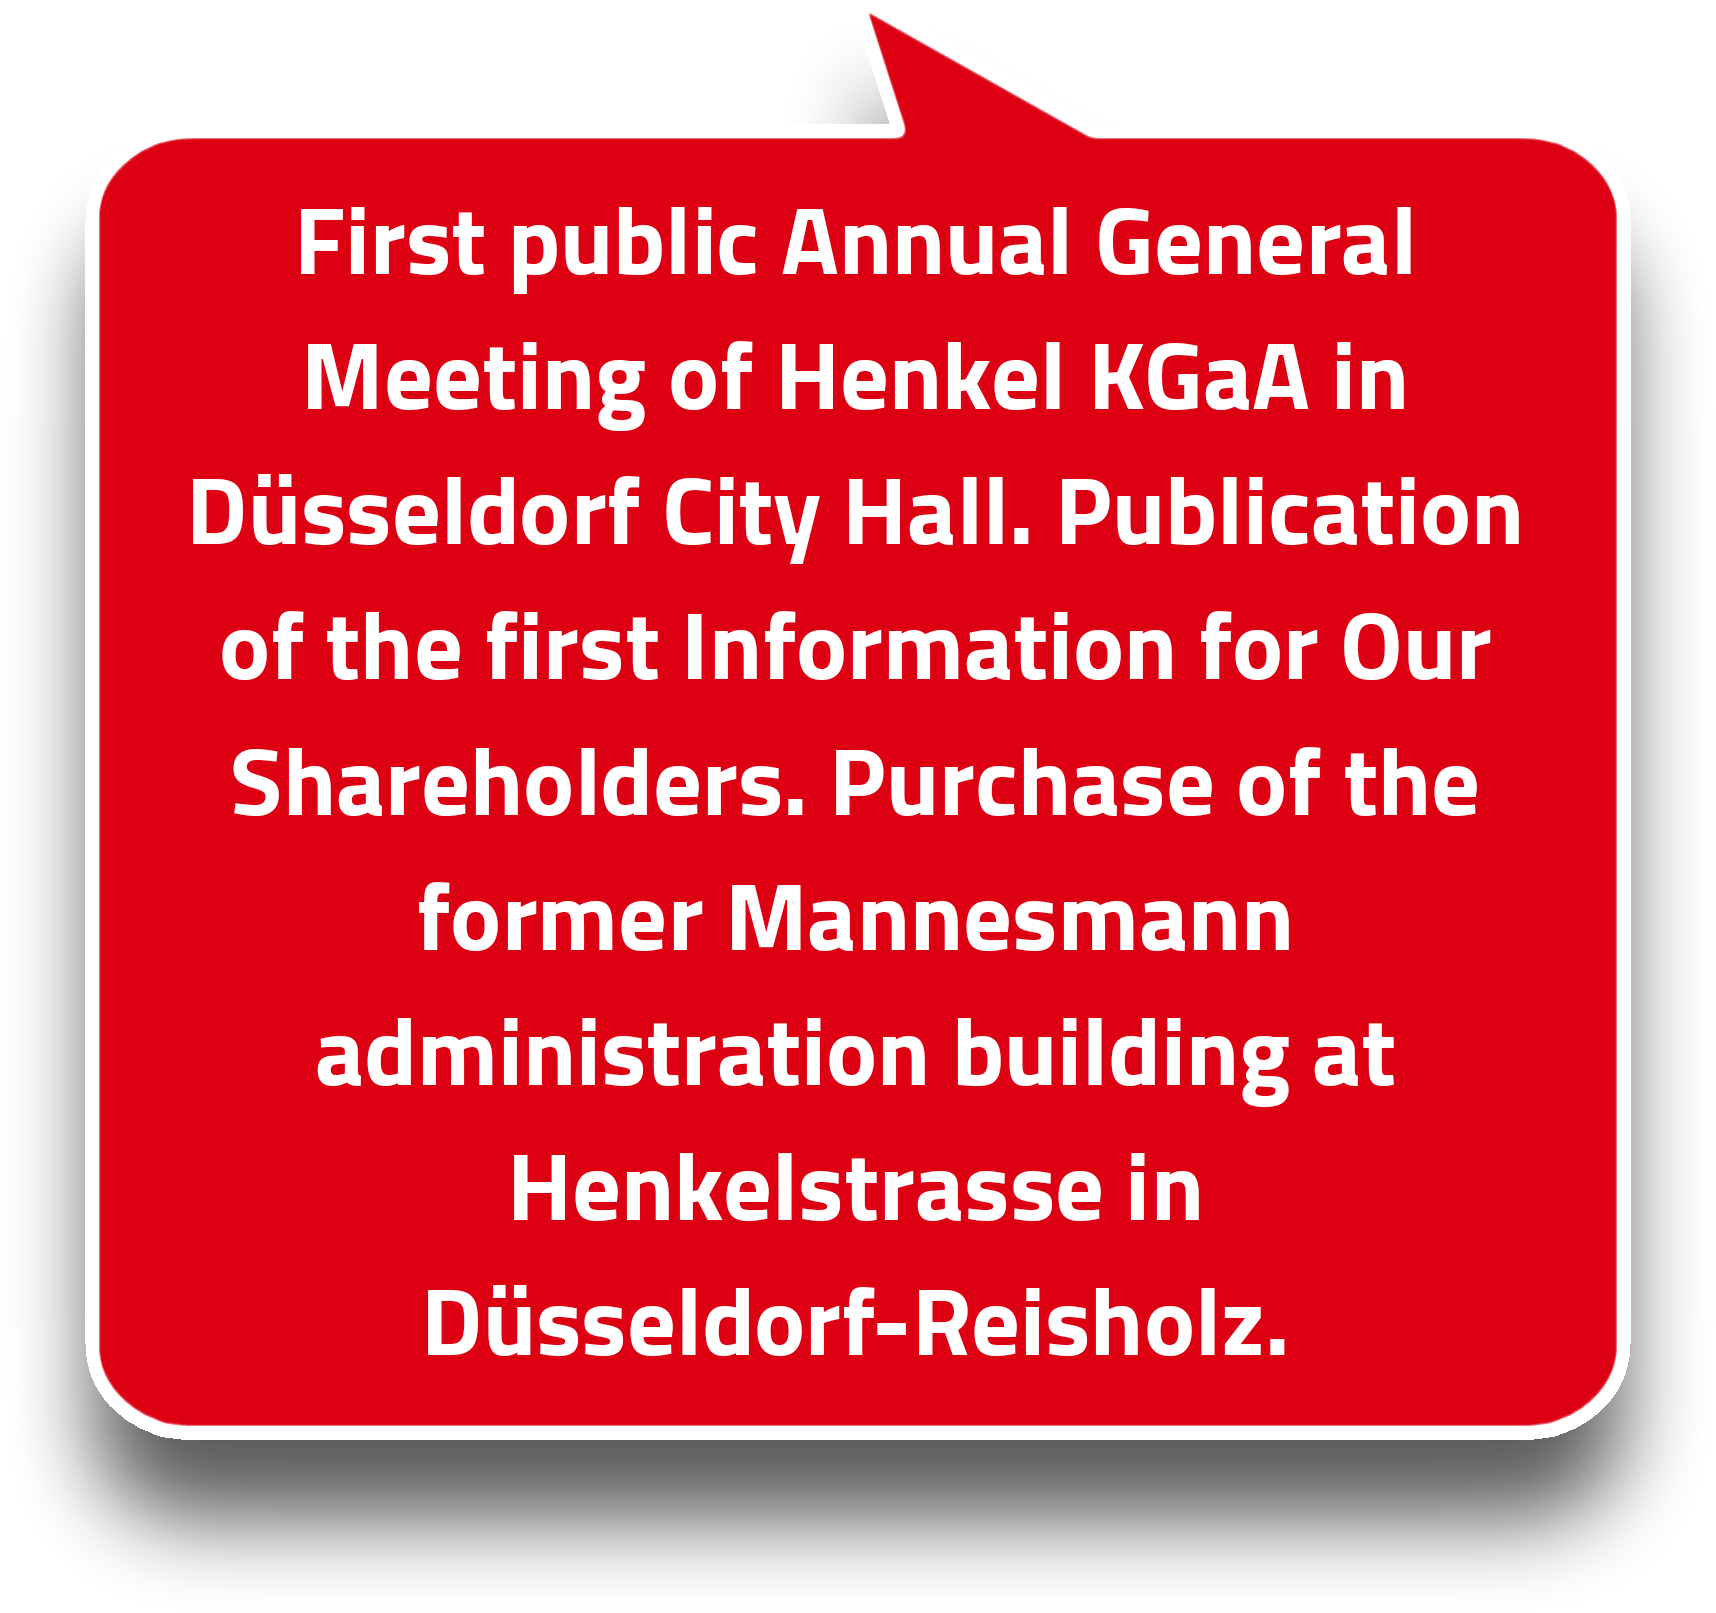 First public Annual General
Meeting of Henkel KGaA in
Düsseldorf City Hall. Publication
of the first Information for Our
Shareholders. Purchase of the
former Mannesmann
administration building at
Henkelstrasse in
Düsseldorf-Reisholz.